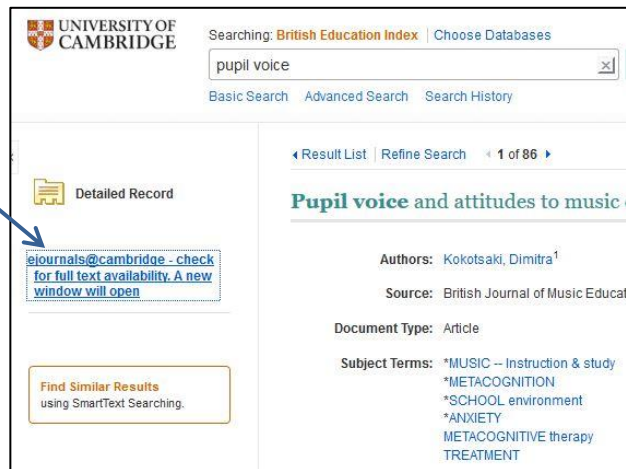 UNIVERSITY OF
CAMBRIDGE
Searching: British Education Index | Choose Databases
pupil voice
Basic Search Advanced Search Search History
Result List | Refine Search 1 of 86
Detailed Record
Pupil voice and attitudes to music
ejournals@cambridge - check
for full text availability. A new
window will open
Authors: Kokotsaki, Dimitra1
Source: British Journal of Music Educat
Document Type: Article
Subject Terms: *MUSIC -- Instruction & study
*METACOGNITION
*SCHOOL environment
*ANXIETY
METACOGNITIVE therapy
TREATMENT
Find Similar Results
using SmartText Searching.